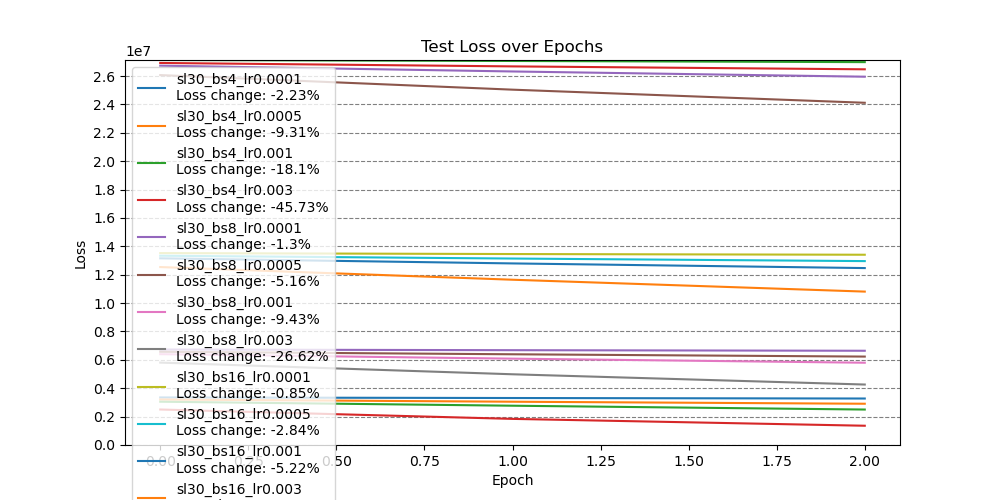 Test Loss over Epochs
1e7
2.6
2.4
2.2
2.0
1.8
1.6
1.4
1.2
1.0
0.8
0.6
0.4
0.2
0.0
Loss
sl30_bs4_lr0.0001
Loss change: -2.23%
sl30_bs4_lr0.0005
Loss change: -9.31%
sl30_bs4_lr0.001
Loss change: -18.1%
sl30_bs4_lr0.003
Loss change: -45.73%
sl30_bs8_lr0.0001
Loss change: -1.3%
sl30_bs8_lr0.0005
Loss change: -5.16%
sl30_bs8_lr0.001
Loss change: -9.43%
sl30_bs8_lr0.003
Loss change: -26.62%
sl30_bs16_lr0.0001
Loss change: -0.85%
sl30_bs16_lr0.0005
Loss change: -2.84%
sl30_bs16_lr0.001
Loss change: -5.22%
sl30_bs16_lr0.003
0.00 0.25 0.50 0.75 1.00 1.25 1.50 1.75 2.00
Epoch